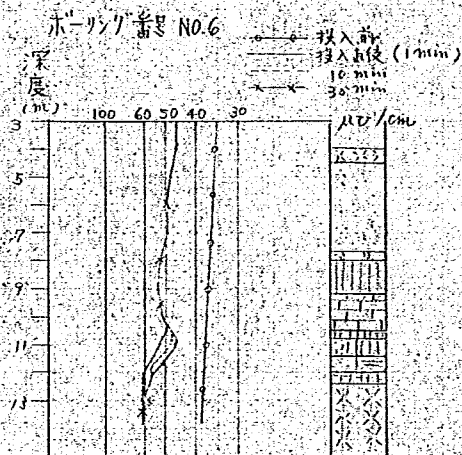 ボーリング番号 NO.6
投入前
投入直後 (1min)
10 min
30 min
深度
(m)
100 60 50 40 30
μ℧/cm
3
5
7
9
11
13